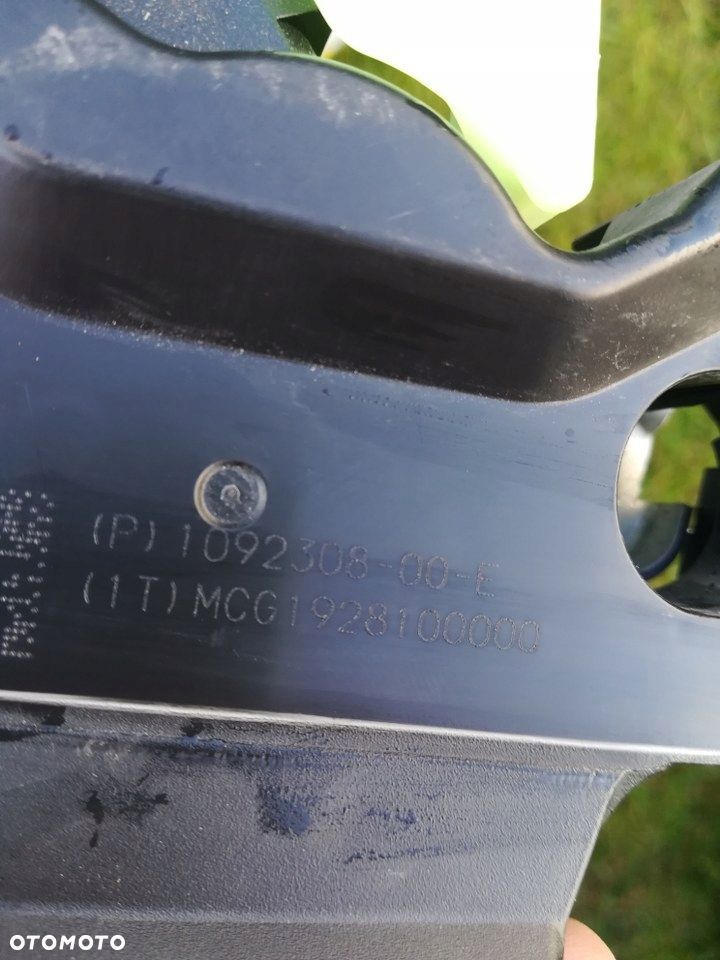 (P)1092308-00-E
(1T)MCG1928100000
OTOMOTO